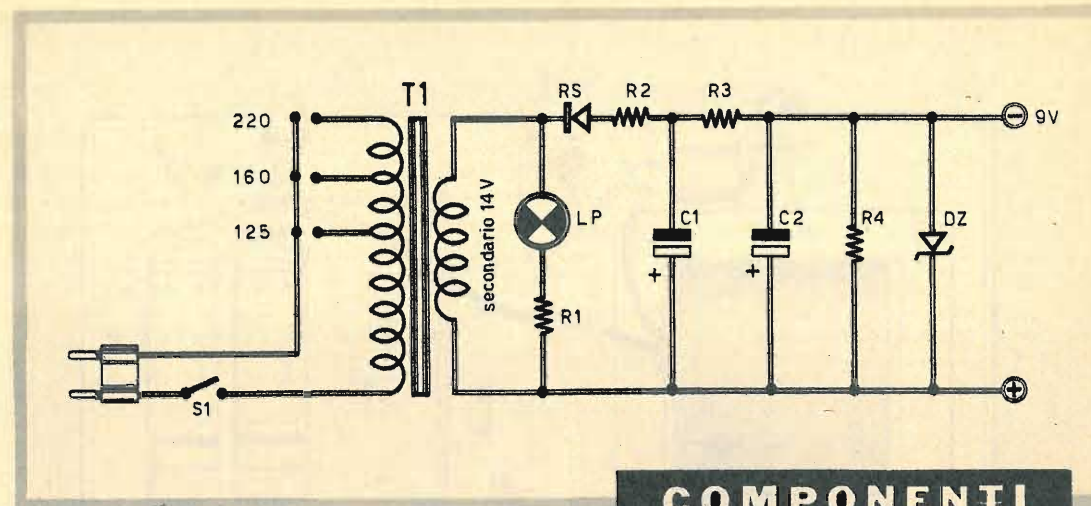 T1
220
160
125
S1
secondario 14V
LP
R1
RS
R2
R3
C1
+
C2
+
R4
DZ
− 9V
+
COMPONENTI